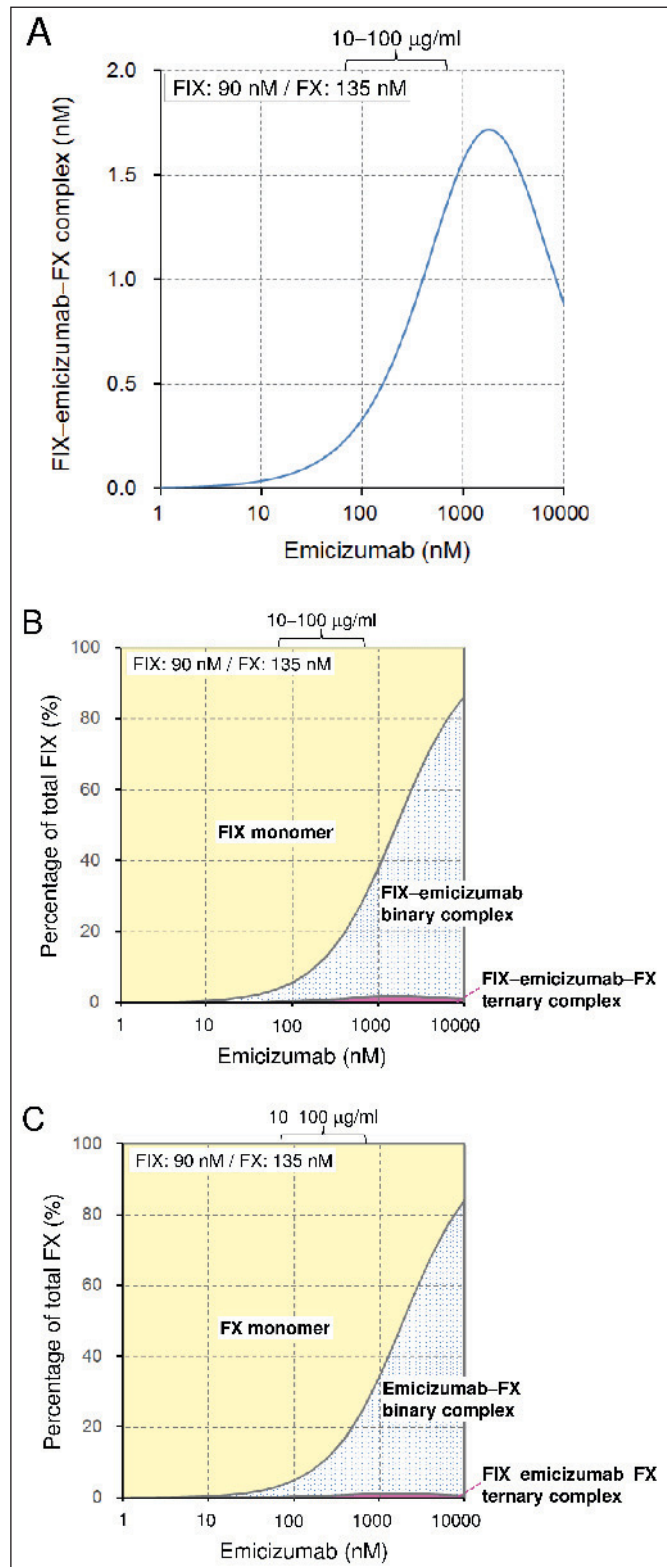 A
10–100 μg/ml
FIX: 90 nM / FX: 135 nM
2.0
1.5
1.0
0.5
0.0
FIX–emicizumab–FX complex (nM)
1 10 100 1000 10000
Emicizumab (nM)
B
10–100 μg/ml
FIX: 90 nM / FX: 135 nM
100
80
60
40
20
0
Percentage of total FIX (%)
FIX monomer
FIX–emicizumab
binary complex
FIX–emicizumab–FX
ternary complex
1 10 100 1000 10000
Emicizumab (nM)
C
10 100 μg/ml
FIX: 90 nM / FX: 135 nM
100
80
60
40
20
0
Percentage of total FX (%)
FX monomer
Emicizumab–FX
binary complex
FIX emicizumab FX
ternary complex
1 10 100 1000 10000
Emicizumab (nM)